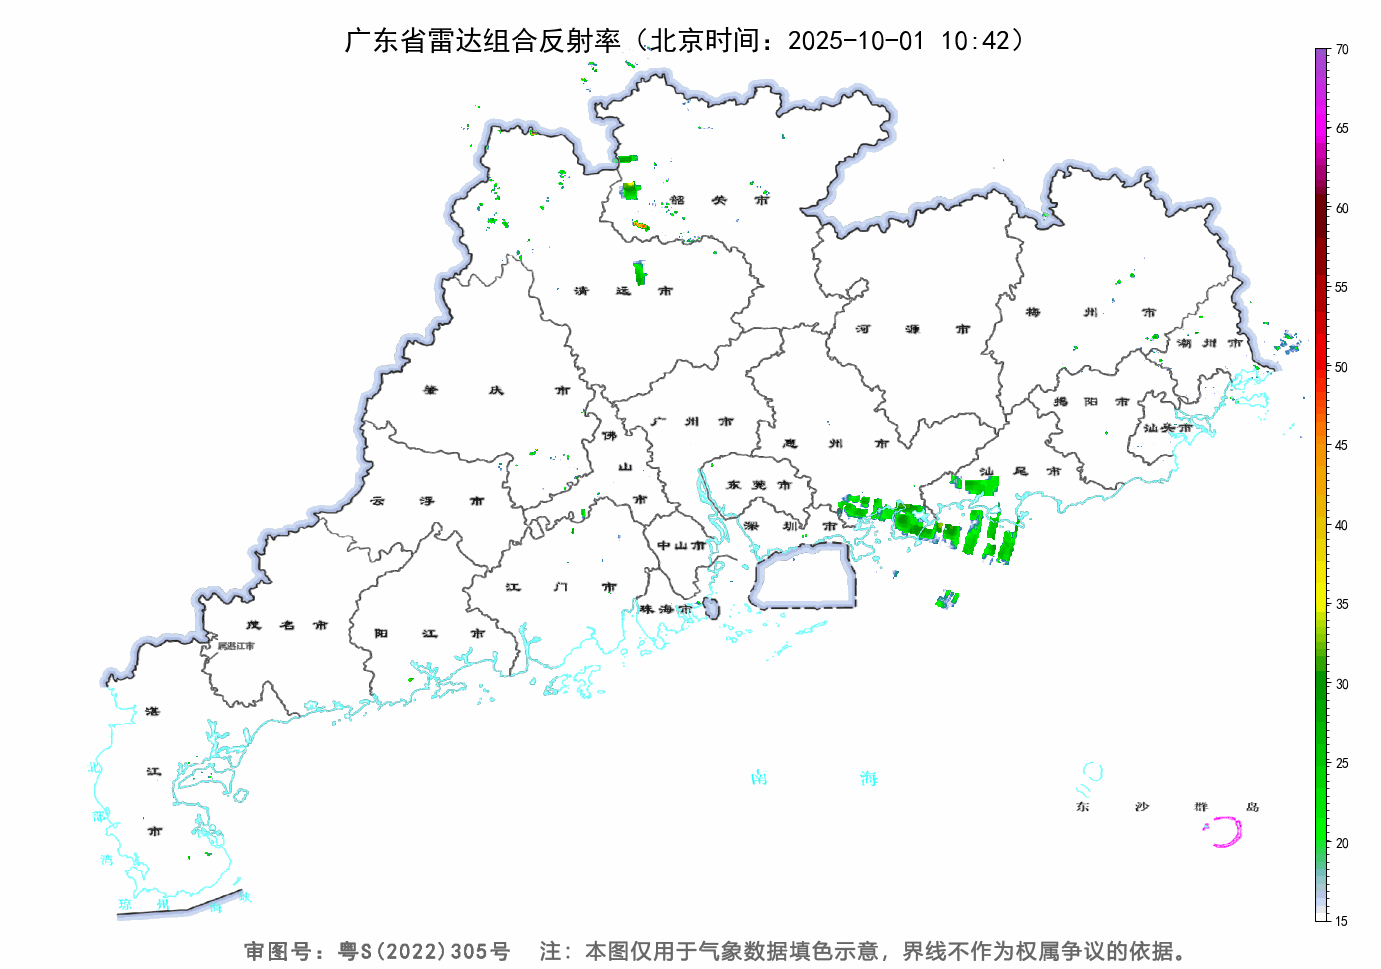 广东省雷达组合反射率（北京时间：2025-10-01 10:42）
70
65
60
55
50
45
40
35
30
25
20
15
韶关市
清远市
河源市
梅州市
潮州市
肇庆市
广州市
佛山市
惠州市
揭阳市
汕头市
汕尾市
云浮市
东莞市
深圳市
中山市
江门市
珠海市
茂名市
阳江市
属湛江市
湛江市
北部湾
琼州海峡
南海
东沙群岛
审图号：粤S(2022)305号 注：本图仅用于气象数据填色示意，界线不作为权属争议的依据。